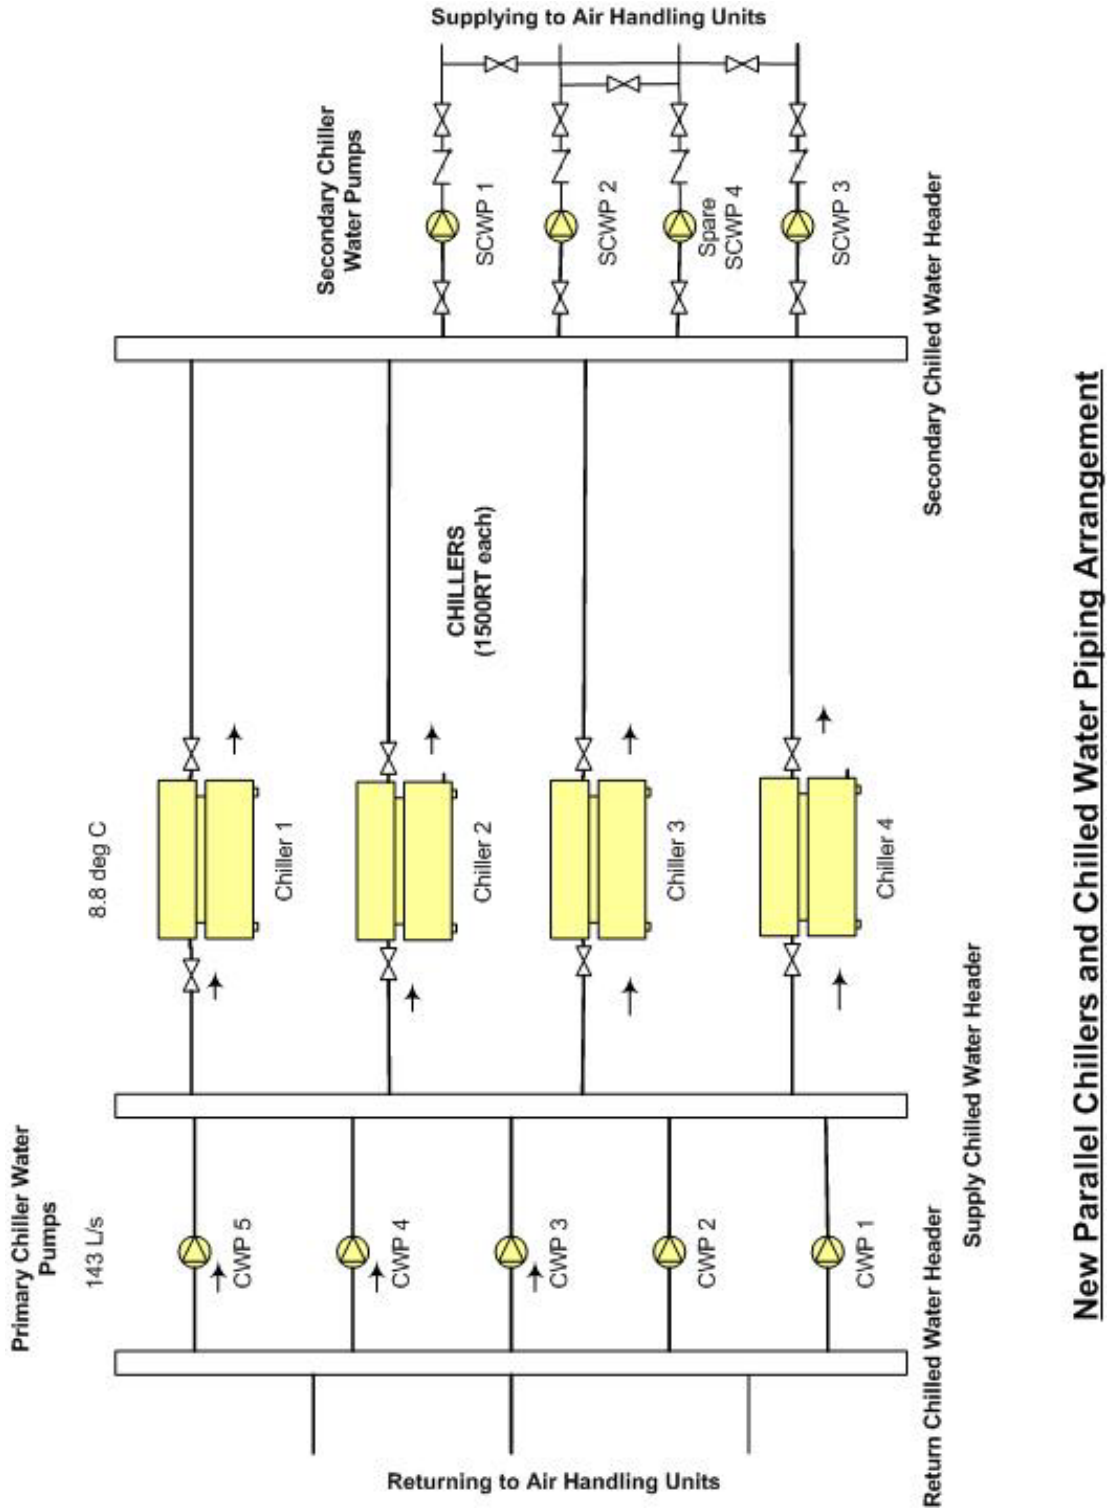 Supplying to Air Handling Units
Secondary Chiller
Water Pumps
SCWP 1
SCWP 2
Spare
SCWP 4
SCWP 3
Secondary Chilled Water Header
CHILLERS
(1500RT each)
8.8 deg C
Chiller 1
Chiller 2
Chiller 3
Chiller 4
Supply Chilled Water Header
Primary Chiller Water
Pumps
143 L/s
CWP 5
CWP 4
CWP 3
CWP 2
CWP 1
Return Chilled Water Header
Returning to Air Handling Units
New Parallel Chillers and Chilled Water Piping Arrangement